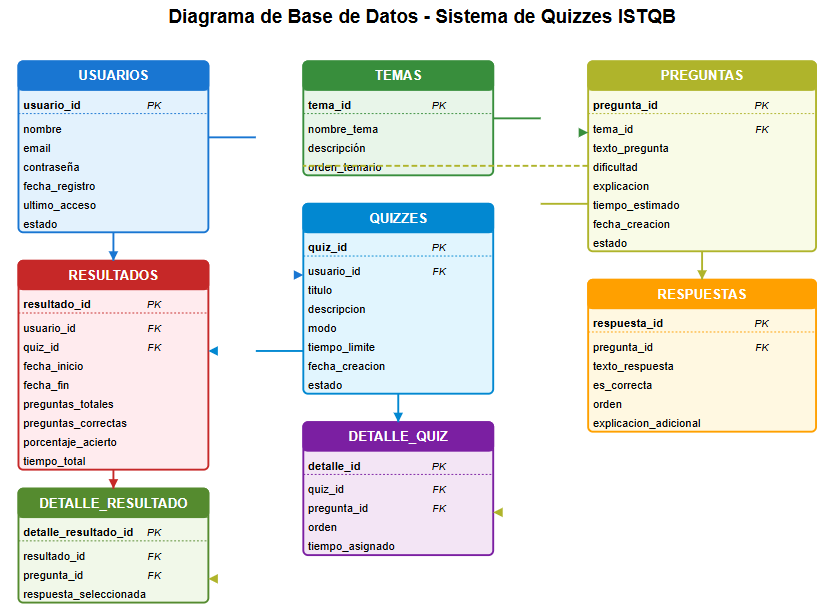 Diagrama de Base de Datos - Sistema de Quizzes ISTQB
USUARIOS
usuario_id PK
nombre
email
contraseña
fecha_registro
ultimo_acceso
estado
TEMAS
tema_id PK
nombre_tema
descripción
orden_temario
PREGUNTAS
pregunta_id PK
tema_id FK
texto_pregunta
dificultad
explicacion
tiempo_estimado
fecha_creacion
estado
QUIZZES
quiz_id PK
usuario_id FK
titulo
descripcion
modo
tiempo_limite
fecha_creacion
estado
RESULTADOS
resultado_id PK
usuario_id FK
quiz_id FK
fecha_inicio
fecha_fin
preguntas_totales
preguntas_correctas
porcentaje_acierto
tiempo_total
RESPUESTAS
respuesta_id PK
pregunta_id FK
texto_respuesta
es_correcta
orden
explicacion_adicional
DETALLE_QUIZ
detalle_id PK
quiz_id FK
pregunta_id FK
orden
tiempo_asignado
DETALLE_RESULTADO
detalle_resultado_id PK
resultado_id FK
pregunta_id FK
respuesta_seleccionada